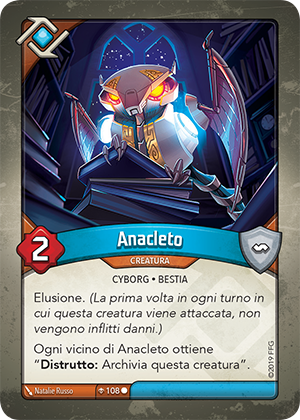 Anacleto
2
CREATURA
CYBORG • BESTIA
Elusione. (La prima volta in ogni turno in
cui questa creatura viene attaccata, non
vengono inflitti danni.)
Ogni vicino di Anacleto ottiene
“Distrutto: Archivia questa creatura”.
©2019 FFG
Natalie Russo
108